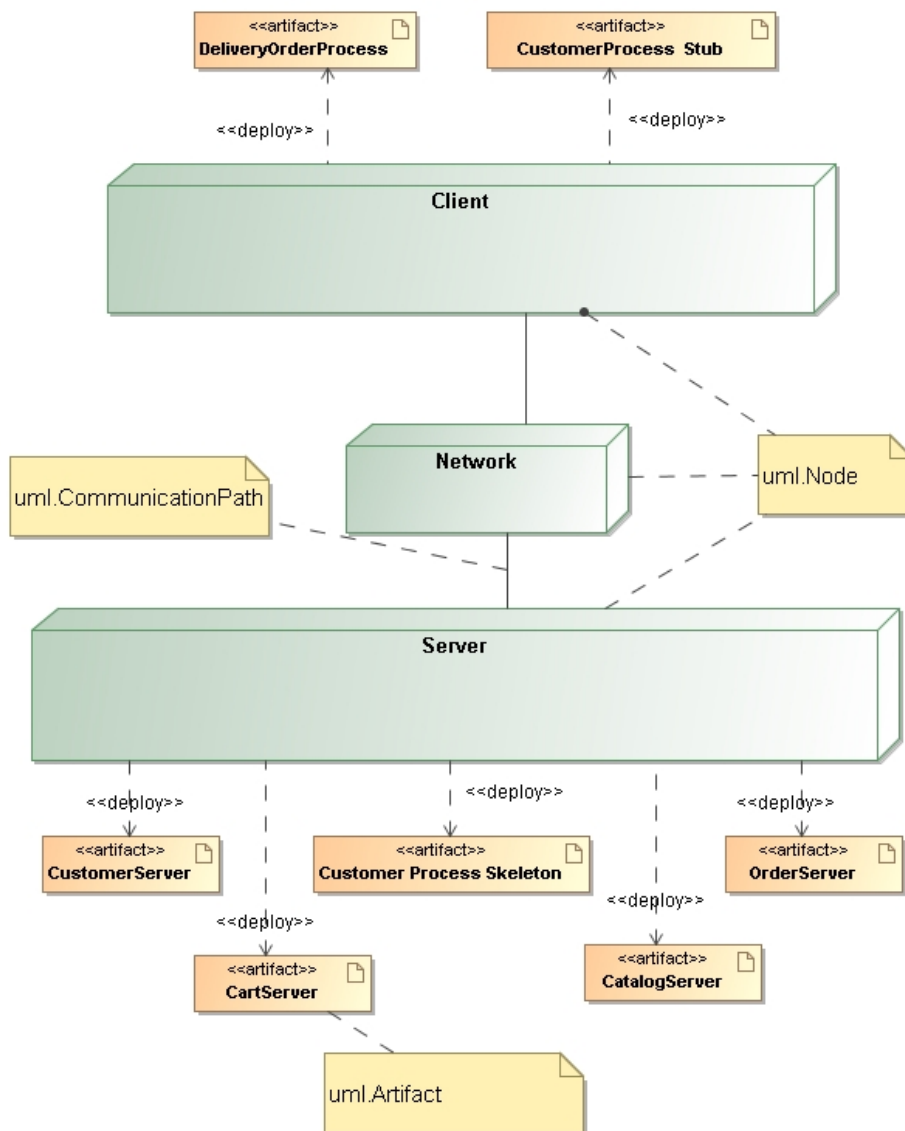 <<artifact>>
DeliveryOrderProcess
<<artifact>>
CustomerProcess Stub
<<deploy>>
<<deploy>>
Client
Network
uml.CommunicationPath
uml.Node
Server
<<deploy>>
<<deploy>>
<<deploy>>
<<deploy>>
<<artifact>>
CustomerServer
<<artifact>>
Customer Process Skeleton
<<artifact>>
OrderServer
<<deploy>>
<<artifact>>
CartServer
<<artifact>>
CatalogServer
uml.Artifact